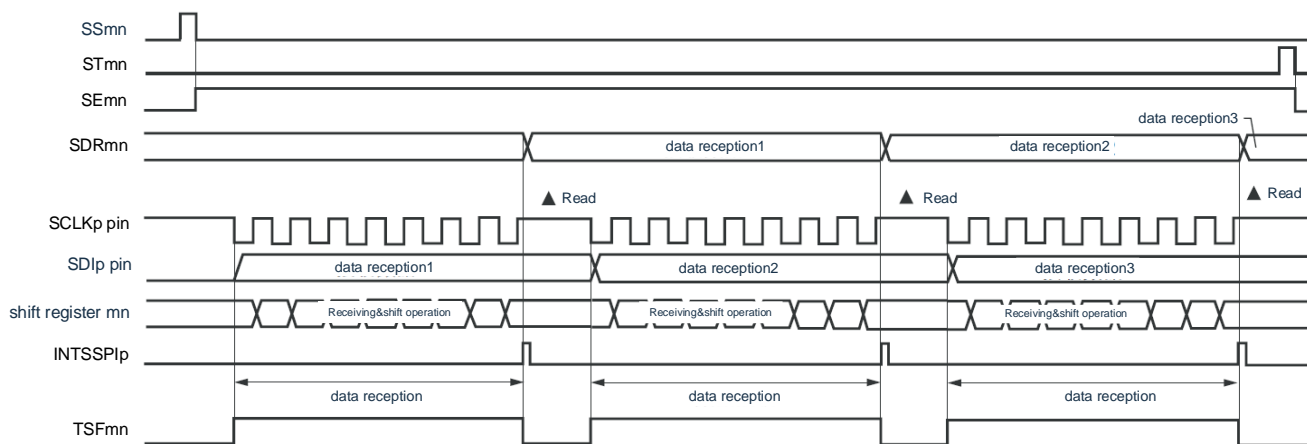 SSmn
STmn
SEmn
data reception3
SDRmn data reception1 data reception2
▲ Read ▲ Read ▲ Read
SCLKp pin
SDIp pin data reception1 data reception2 data reception3
shift register mn Receiving&shift operation Receiving&shift operation Receiving&shift operation
INTSSPIp
data reception data reception data reception
TSFmn